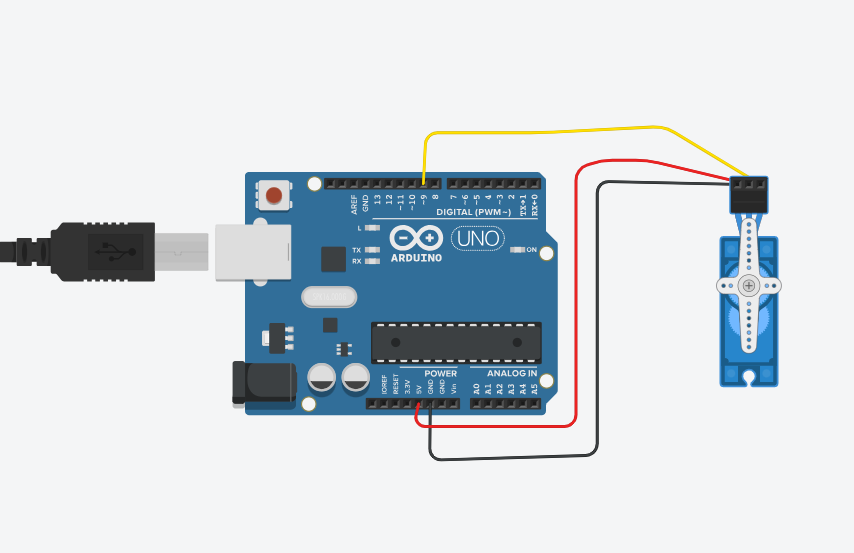 AREF
GND
13
12
~11
~10
~9
8
7
~6
~5
4
~3
2
TX→1
RX←0
DIGITAL (PWM~)
L
TX
RX
ARDUINO
UNO
ON
POWER
ANALOG IN
IOREF
RESET
3.3V
5V
GND
GND
Vin
A0
A1
A2
A3
A4
A5